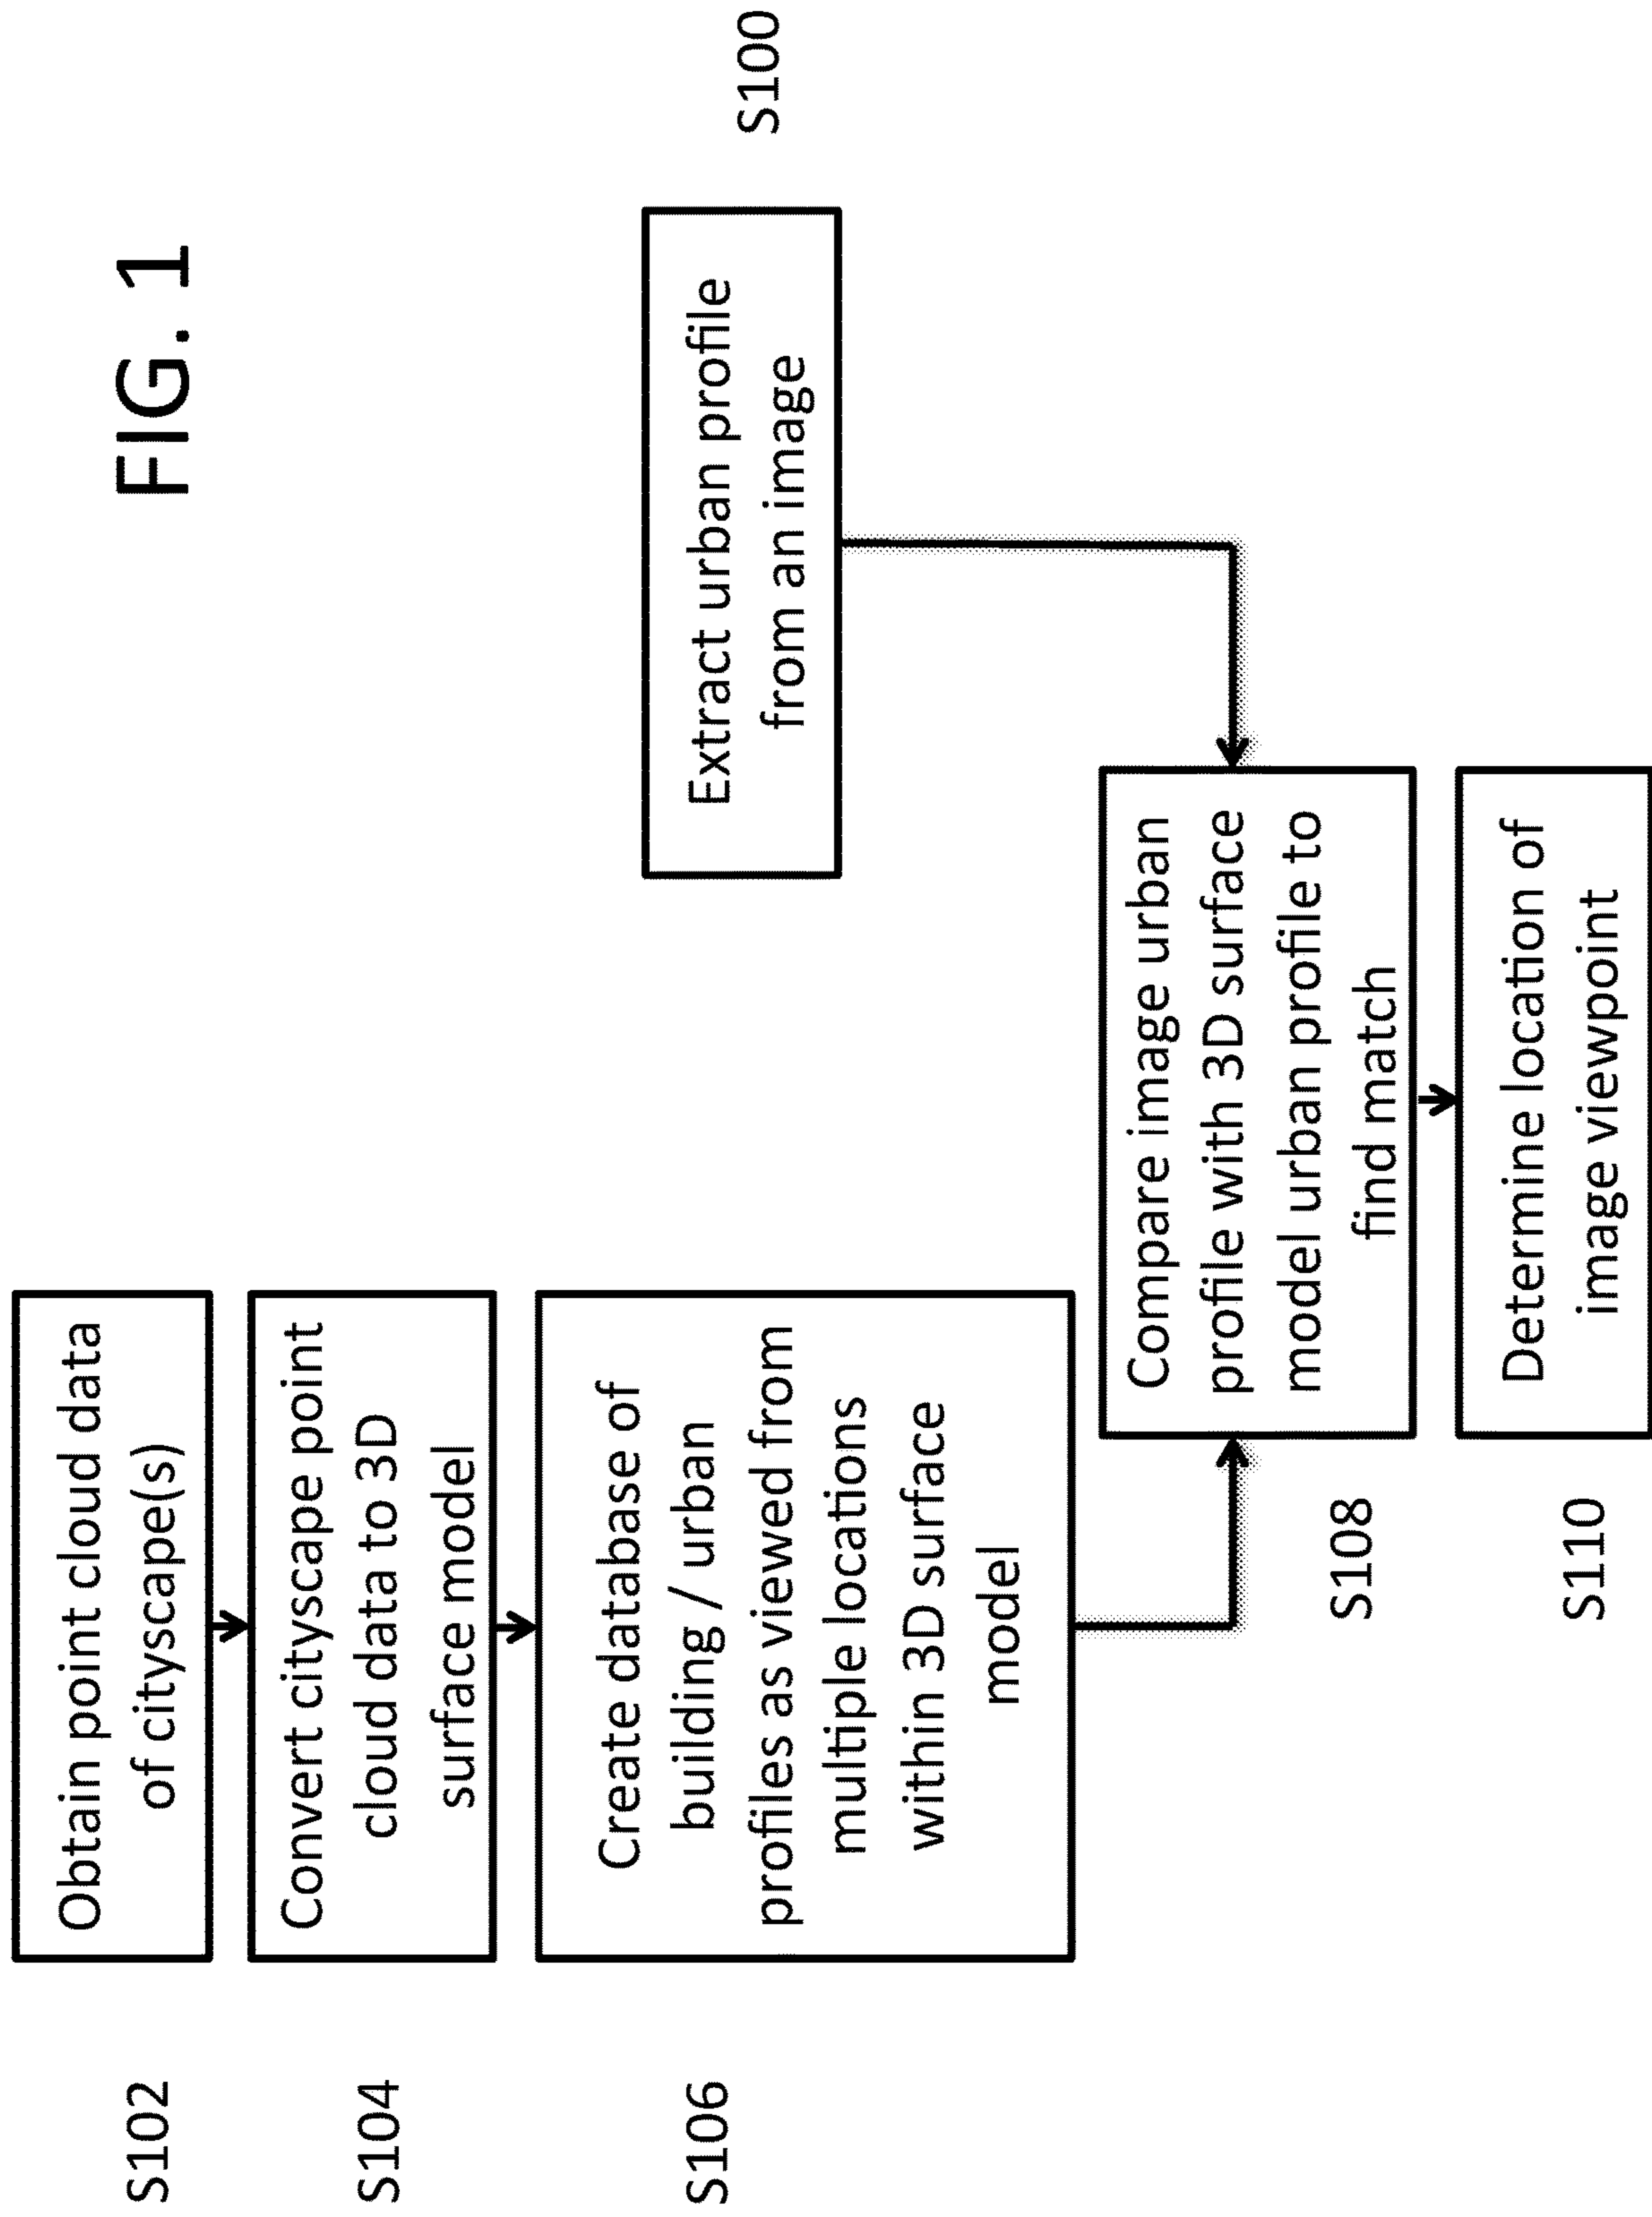 FIG. 1
S102
Obtain point cloud data
of cityscape(s)
S104
Convert cityscape point
cloud data to 3D
surface model
S106
Create database of
building / urban
profiles as viewed from
multiple locations
within 3D surface
model
Extract urban profile
from an image
S100
Compare image urban
profile with 3D surface
model urban profile to
find match
S108
Determine location of
image viewpoint
S110